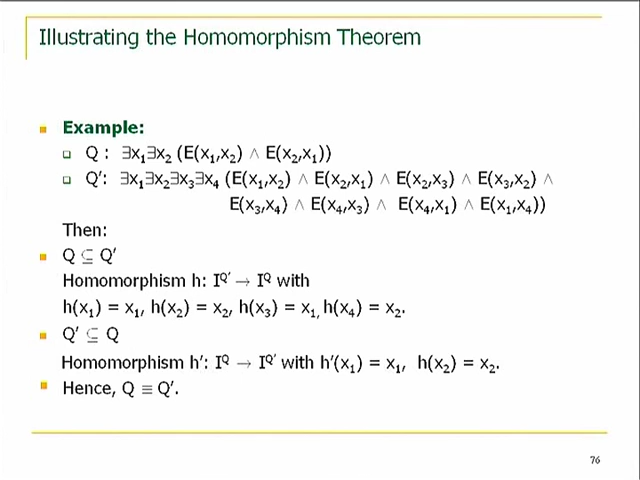 Illustrating the Homomorphism Theorem
Example:
Q : ∃x₁∃x₂ (E(x₁,x₂) ∧ E(x₂,x₁))
Q′: ∃x₁∃x₂∃x₃∃x₄ (E(x₁,x₂) ∧ E(x₂,x₁) ∧ E(x₂,x₃) ∧ E(x₃,x₂) ∧
E(x₃,x₄) ∧ E(x₄,x₃) ∧ E(x₄,x₁) ∧ E(x₁,x₄))
Then:
Q ⊆ Q′
Homomorphism h: I^Q′ → I^Q with
h(x₁) = x₁, h(x₂) = x₂, h(x₃) = x₁, h(x₄) = x₂.
Q′ ⊆ Q
Homomorphism h′: I^Q → I^Q′ with h′(x₁) = x₁, h(x₂) = x₂.
Hence, Q ≡ Q′.
76